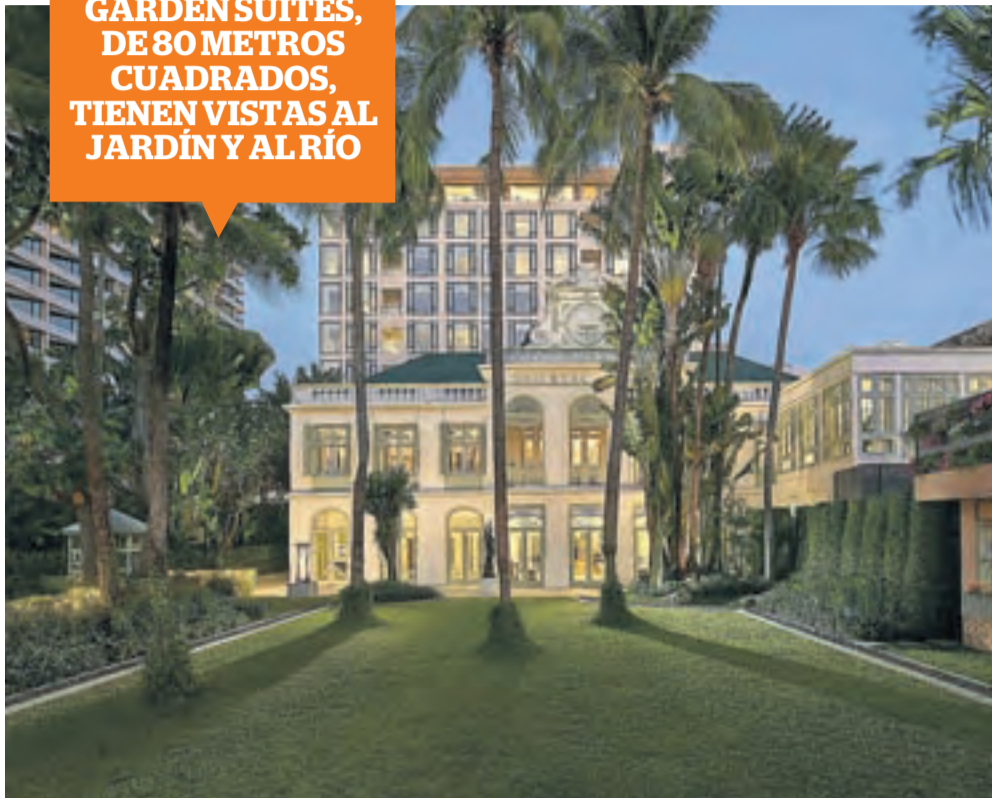 GARDEN SUITES,
DE 80 METROS
CUADRADOS,
TIENEN VISTAS AL
JARDÍN Y AL RÍO